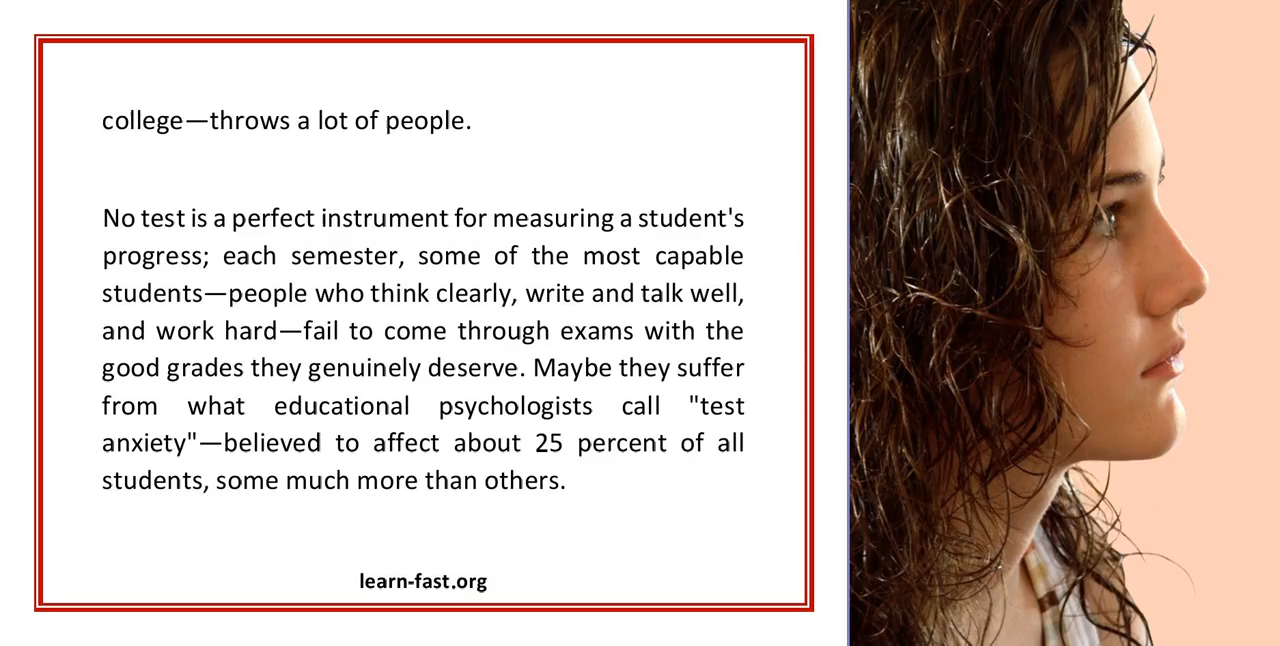 college—throws a lot of people.
No test is a perfect instrument for measuring a student's
progress; each semester, some of the most capable
students—people who think clearly, write and talk well,
and work hard—fail to come through exams with the
good grades they genuinely deserve. Maybe they suffer
from what educational psychologists call "test
anxiety"—believed to affect about 25 percent of all
students, some much more than others.
learn-fast.org